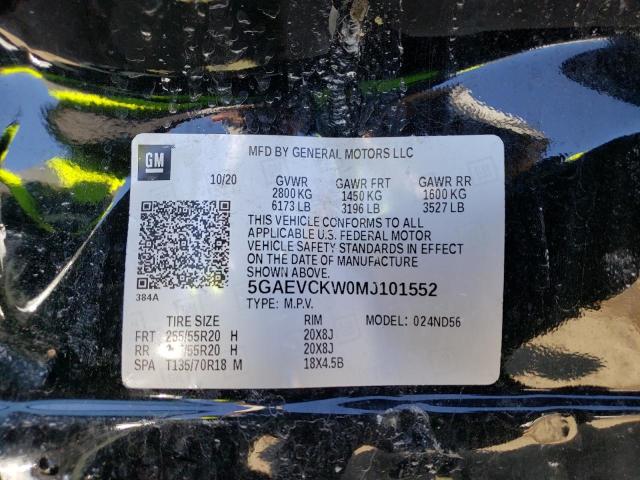 GM
MFD BY GENERAL MOTORS LLC
10/20 GVWR GAWR FRT GAWR RR
2800 KG 1450 KG 1600 KG
6173 LB 3196 LB 3527 LB
THIS VEHICLE CONFORMS TO ALL
APPLICABLE U.S. FEDERAL MOTOR
VEHICLE SAFETY STANDARDS IN EFFECT
ON THE DATE OF MANUFACTURE
SHOWN ABOVE.
384A
5GAEVCKW0MJ101552
TYPE: M.P.V.
TIRE SIZE RIM MODEL: 024ND56
FRT 255/55R20 H 20X8J
RR /55R20 H 20X8J
SPA T135/70R18 M 18X4.5B